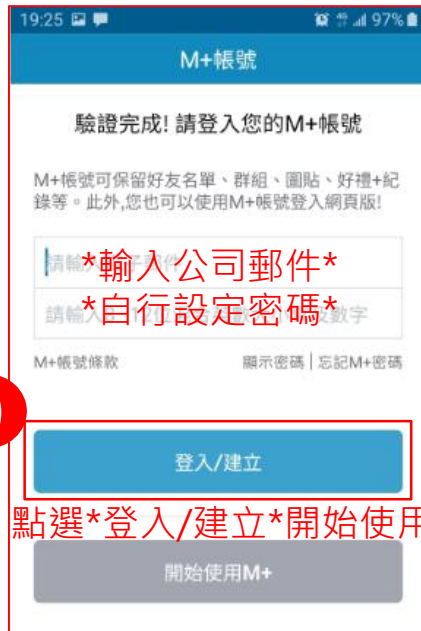 19:25 97%
M+帳號
驗證完成! 請登入您的M+帳號
M+帳號可保留好友名單、群組、圖貼、好禮+紀
錄等。此外,您也可以使用M+帳號登入網頁版!
*輸入公司郵件*
*自行設定密碼*
M+帳號條款 顯示密碼 | 忘記M+密碼
登入/建立
點選*登入/建立*開始使用
開始使用M+